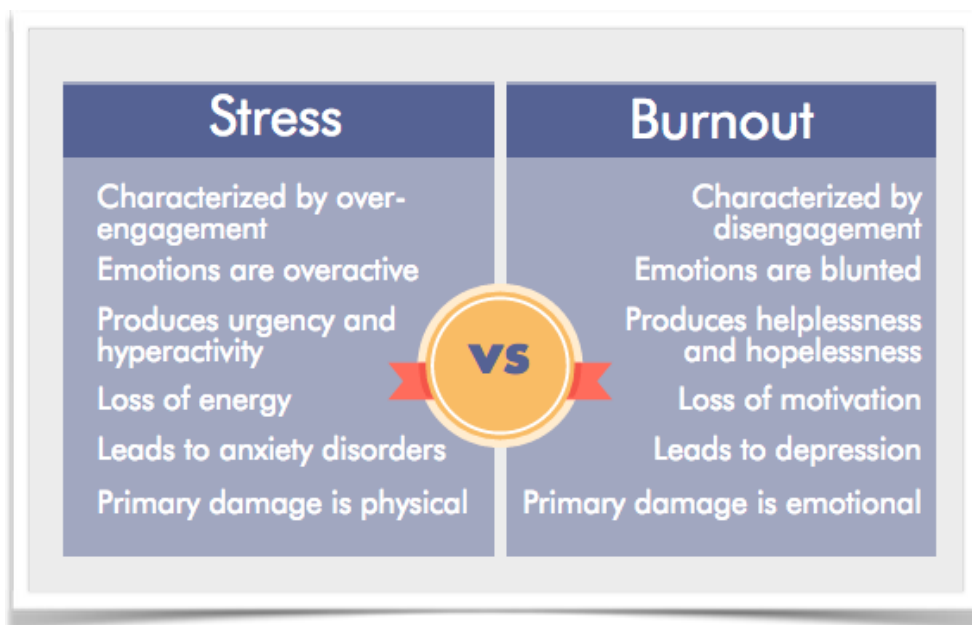 Stress
Characterized by over-
engagement
Emotions are overactive
Produces urgency and
hyperactivity
Loss of energy
Leads to anxiety disorders
Primary damage is physical
vs
Burnout
Characterized by
disengagement
Emotions are blunted
Produces helplessness
and hopelessness
Loss of motivation
Leads to depression
Primary damage is emotional